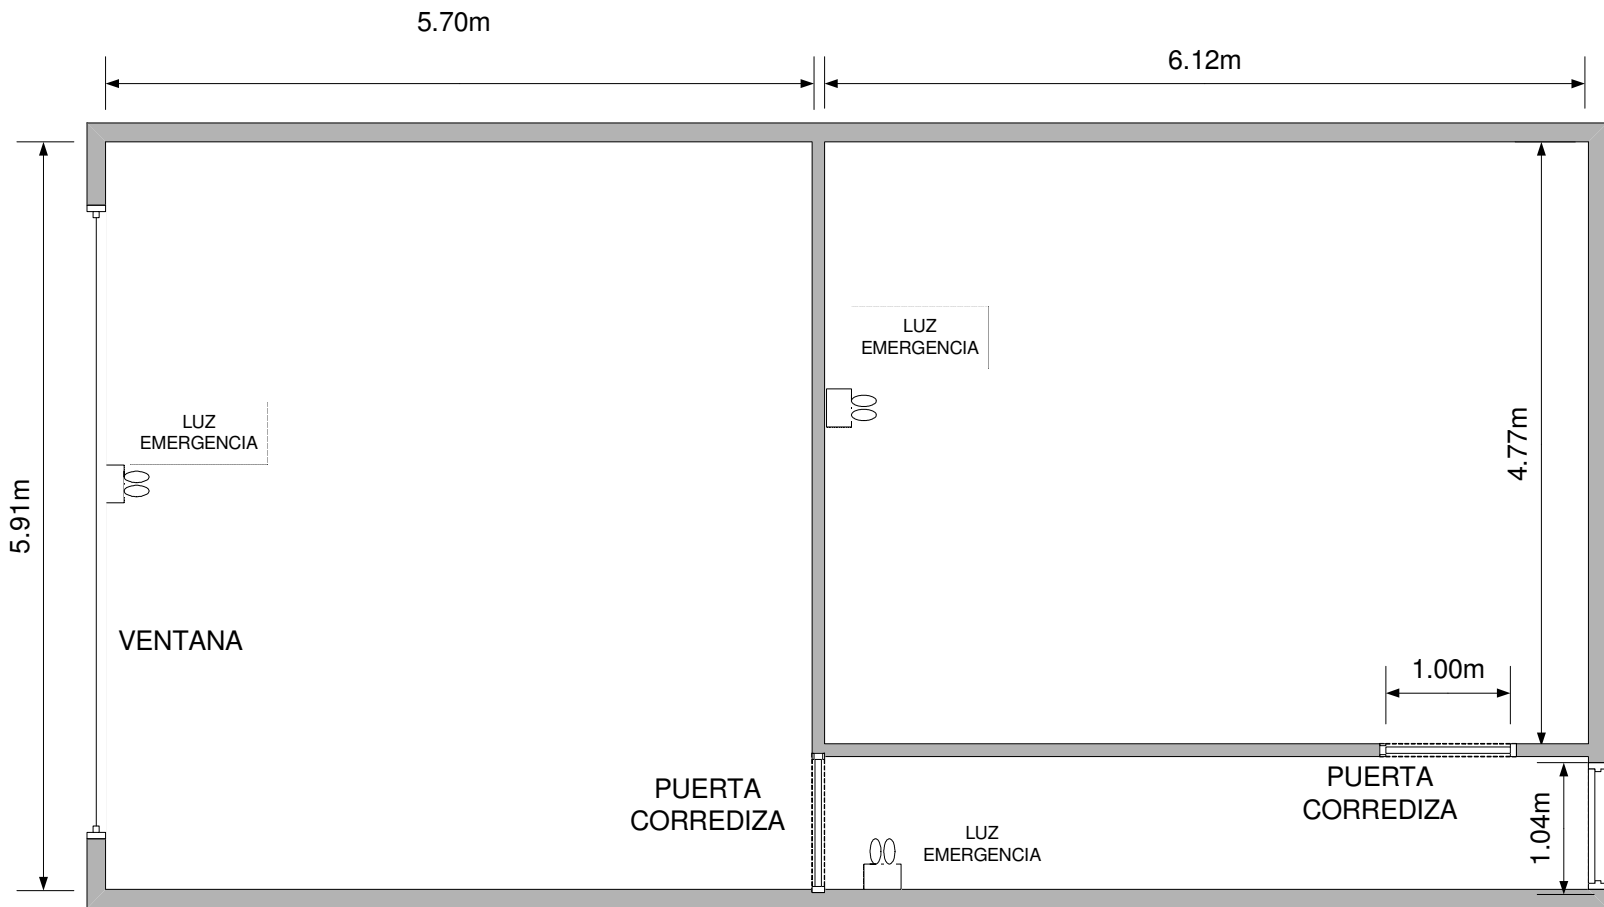 5.70m
6.12m
LUZ
EMERGENCIA
LUZ
EMERGENCIA
4.77m
5.91m
VENTANA
1.00m
PUERTA
CORREDIZA
PUERTA
CORREDIZA
1.04m
LUZ
EMERGENCIA